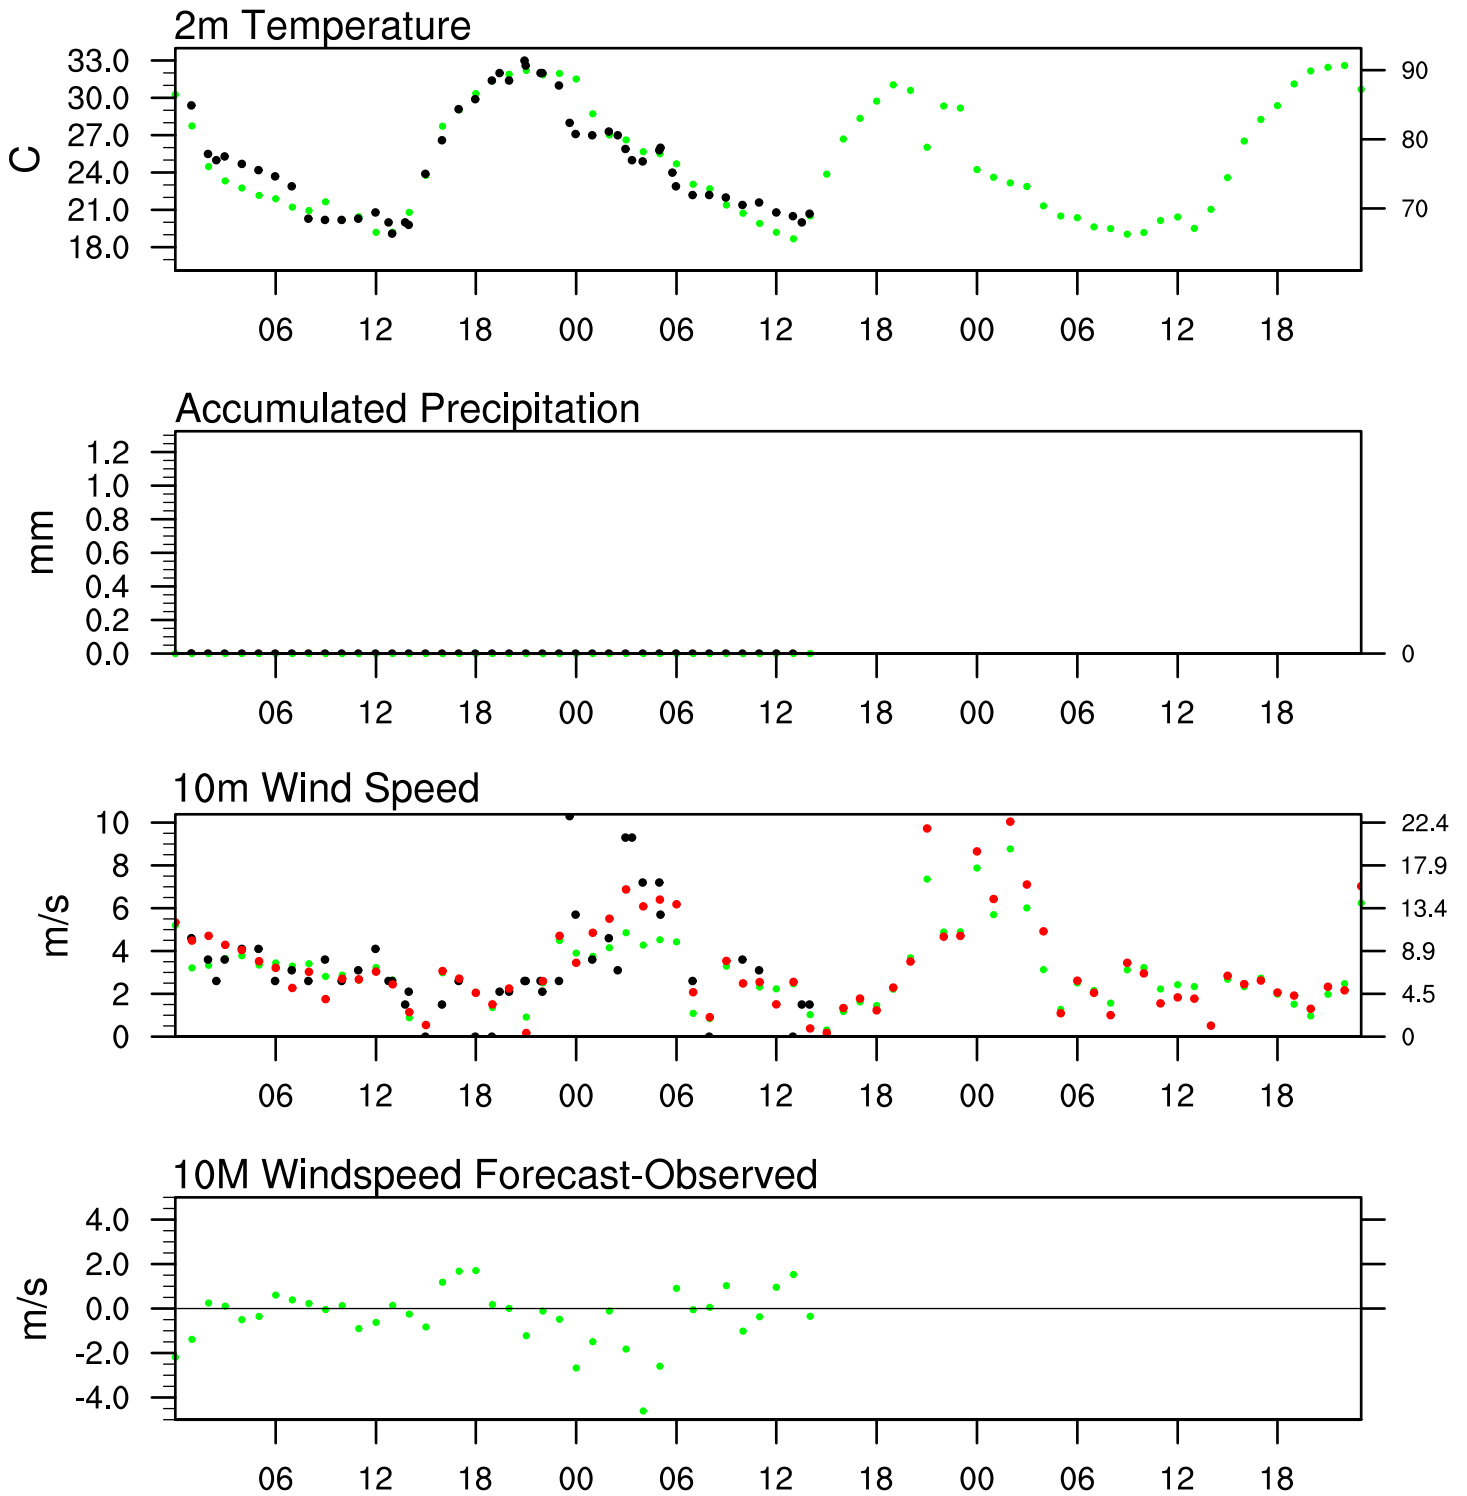 2m Temperature
33.0
30.0
27.0
24.0
21.0
18.0
C
90
80
70
06 12 18 00 06 12 18 00 06 12 18
Accumulated Precipitation
1.2
1.0
0.8
0.6
0.4
0.2
0.0
mm
0
06 12 18 00 06 12 18 00 06 12 18
10m Wind Speed
10
8
6
4
2
0
m/s
22.4
17.9
13.4
8.9
4.5
0
06 12 18 00 06 12 18 00 06 12 18
10M Windspeed Forecast-Observed
4.0
2.0
0.0
-2.0
-4.0
m/s
06 12 18 00 06 12 18 00 06 12 18